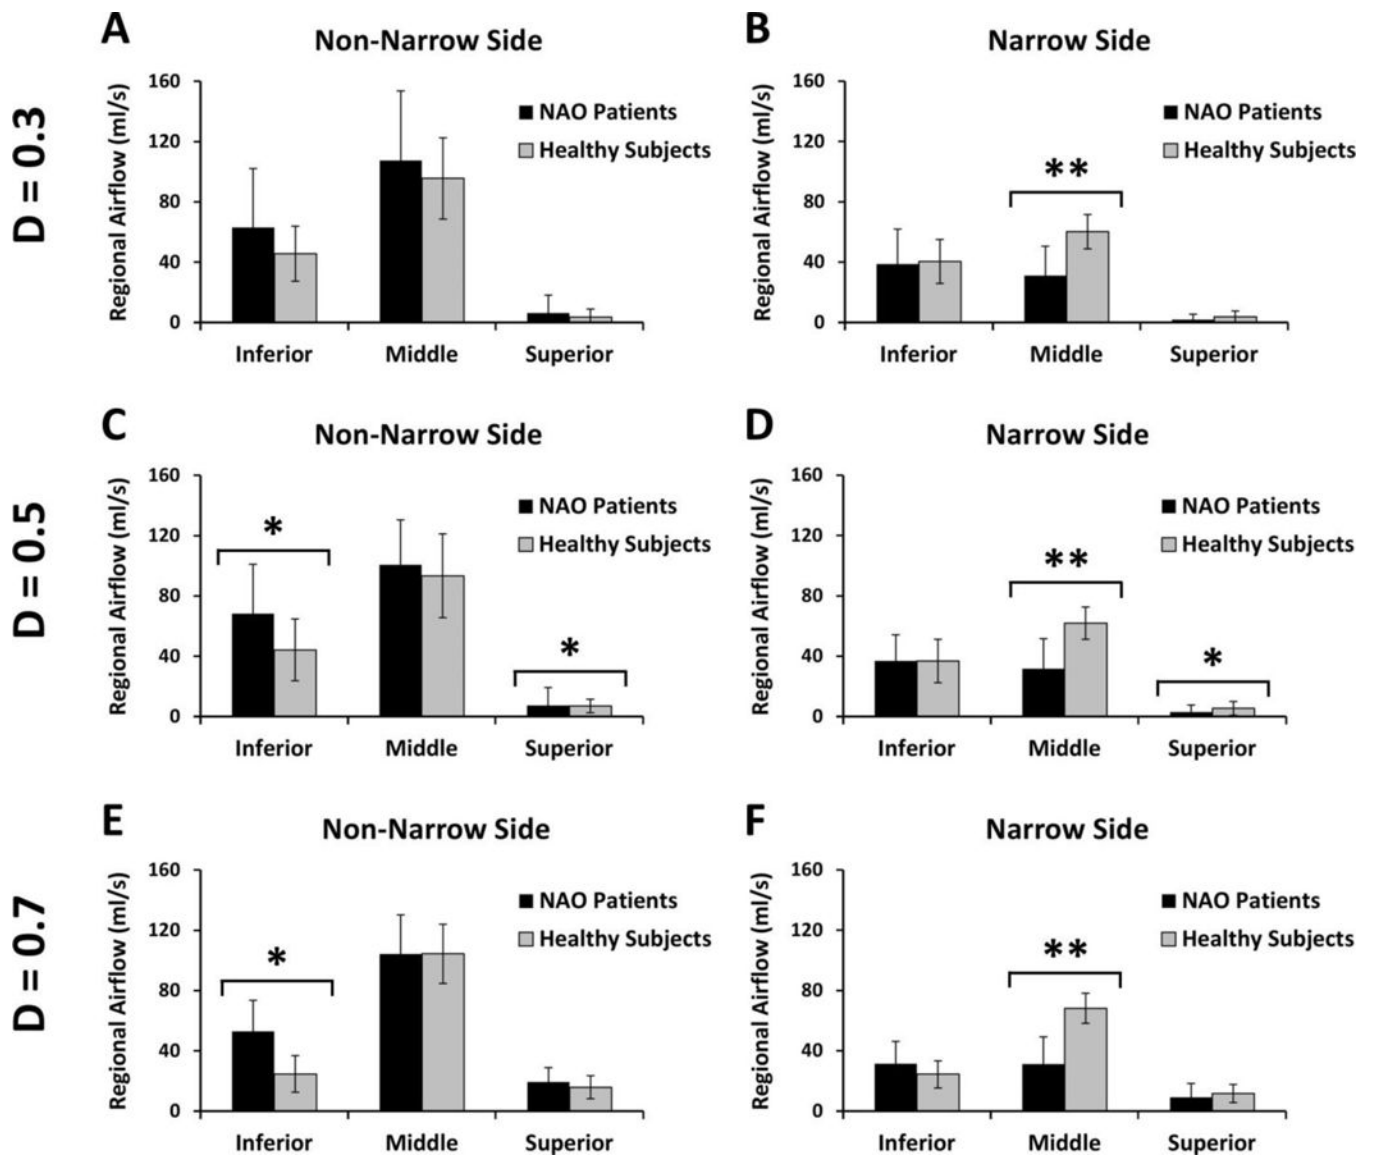 A
Non-Narrow Side
D = 0.3
Regional Airflow (ml/s)
160
120
80
40
0
NAO Patients
Healthy Subjects
Inferior Middle Superior
B
Narrow Side
Regional Airflow (ml/s)
160
120
80
40
0
NAO Patients
Healthy Subjects
**
Inferior Middle Superior
C
Non-Narrow Side
D = 0.5
Regional Airflow (ml/s)
160
120
80
40
0
NAO Patients
Healthy Subjects
*
*
Inferior Middle Superior
D
Narrow Side
Regional Airflow (ml/s)
160
120
80
40
0
NAO Patients
Healthy Subjects
**
*
Inferior Middle Superior
E
Non-Narrow Side
D = 0.7
Regional Airflow (ml/s)
160
120
80
40
0
NAO Patients
Healthy Subjects
*
Inferior Middle Superior
F
Narrow Side
Regional Airflow (ml/s)
160
120
80
40
0
NAO Patients
Healthy Subjects
**
Inferior Middle Superior